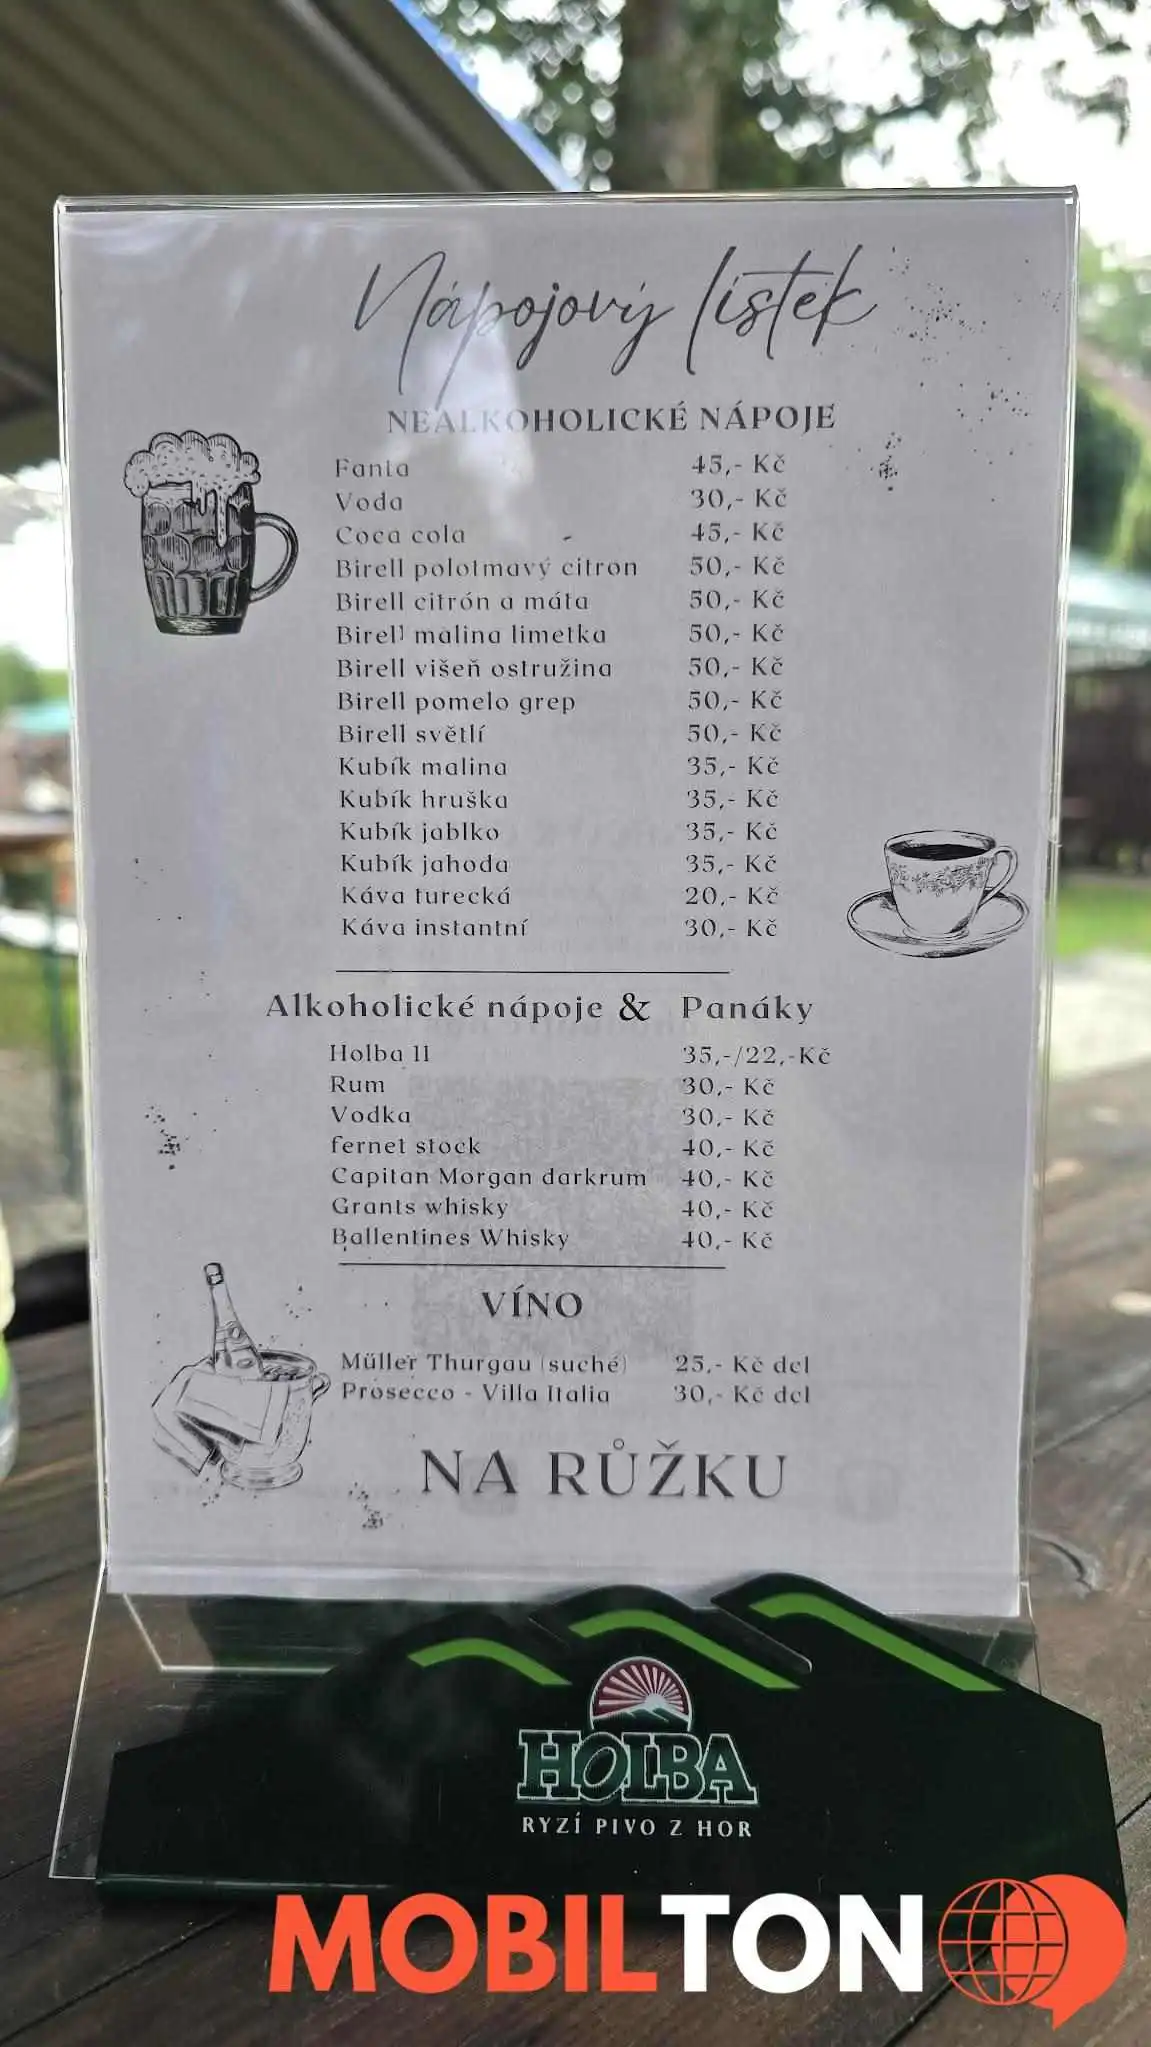 Nápojový lístek
NEALKOHOLICKÉ NÁPOJE
Fanta 45,- Kč
Voda 30,- Kč
Coca cola 45,- Kč
Birell polotmavý citron 50,- Kč
Birell citrón a máta 50,- Kč
Birell malina limetka 50,- Kč
Birell višeň ostružina 50,- Kč
Birell pomelo grep 50,- Kč
Birell světlí 50,- Kč
Kubík malina 35,- Kč
Kubík hruška 35,- Kč
Kubík jablko 35,- Kč
Kubík jahoda 35,- Kč
Káva turecká 20,- Kč
Káva instantní 30,- Kč
Alkoholické nápoje & Panáky
Holba 11 35,-/22,-Kč
Rum 30,- Kč
Vodka 30,- Kč
fernet stock 40,- Kč
Capitan Morgan darkrum 40,- Kč
Grants whisky 40,- Kč
Ballentines Whisky 40,- Kč
VÍNO
Müller Thurgau (suché) 25,- Kč dcl
Prosecco - Villa Italia 30,- Kč dcl
NA RŮŽKU
HOLBA
RYZÍ PIVO Z HOR
MOBILTON